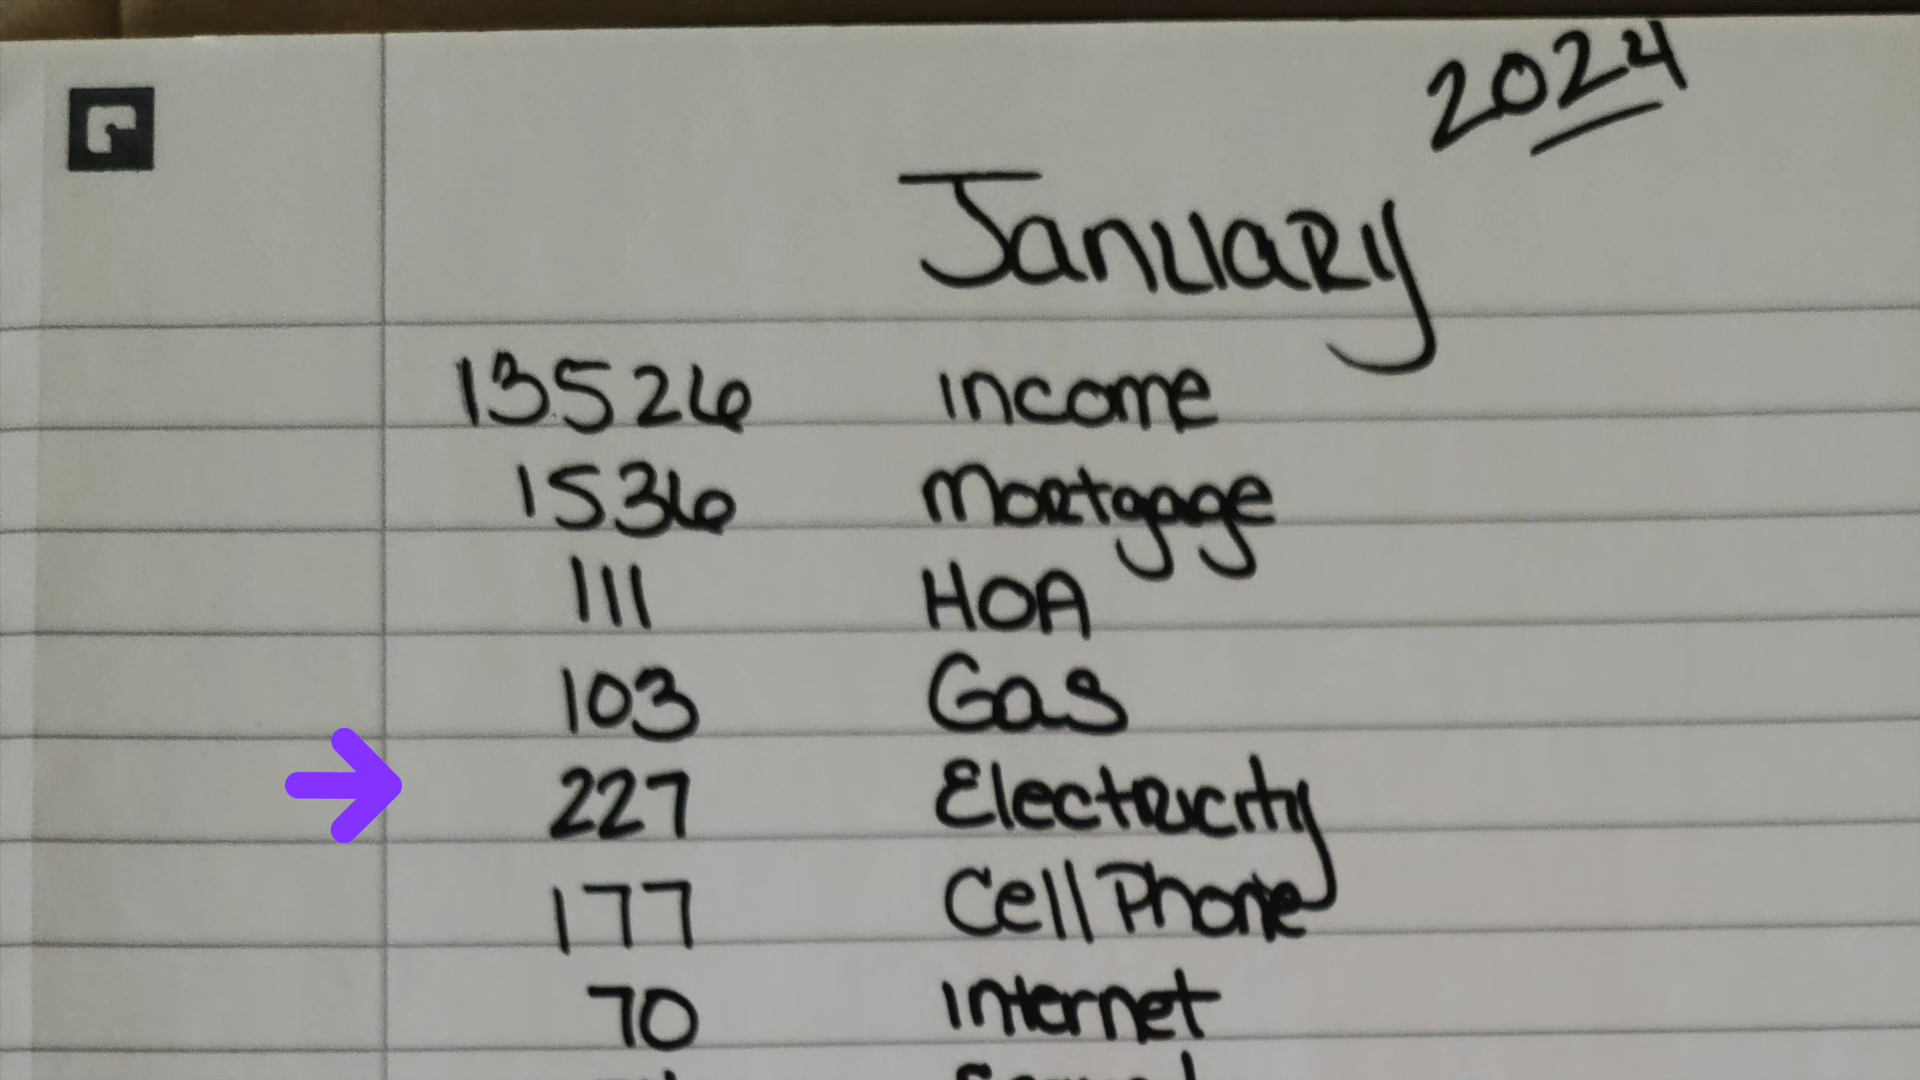 2024
January
13526 income
1536 Mortgage
111 HOA
103 Gas
227 Electricity
177 Cell Phone
70 internet